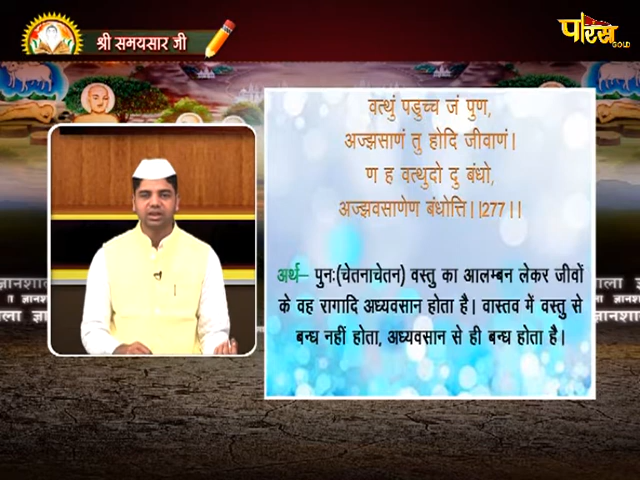 श्री समयसार जी
पारस
GOLD
वत्थुं पडुच्च जं पुण,
अज्झसाणं तु होदि जीवाणं।
ण ह वत्थुदो दु बंधो,
अज्झवसाणेण बंधोत्ति।।277।।
अर्थ– पुनः(चेतनाचेतन) वस्तु का आलम्बन लेकर जीवों
के वह रागादि अध्यवसान होता है। वास्तव में वस्तु से
बन्ध नहीं होता, अध्यवसान से ही बन्ध होता है।